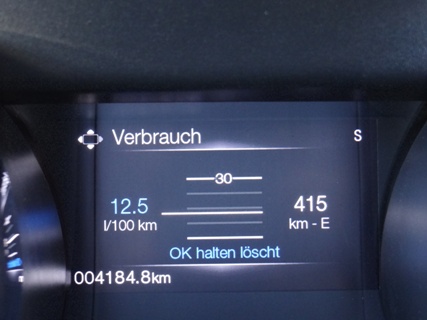 Verbrauch S
30
12.5 415
l/100 km km - E
OK halten löscht
004184.8km